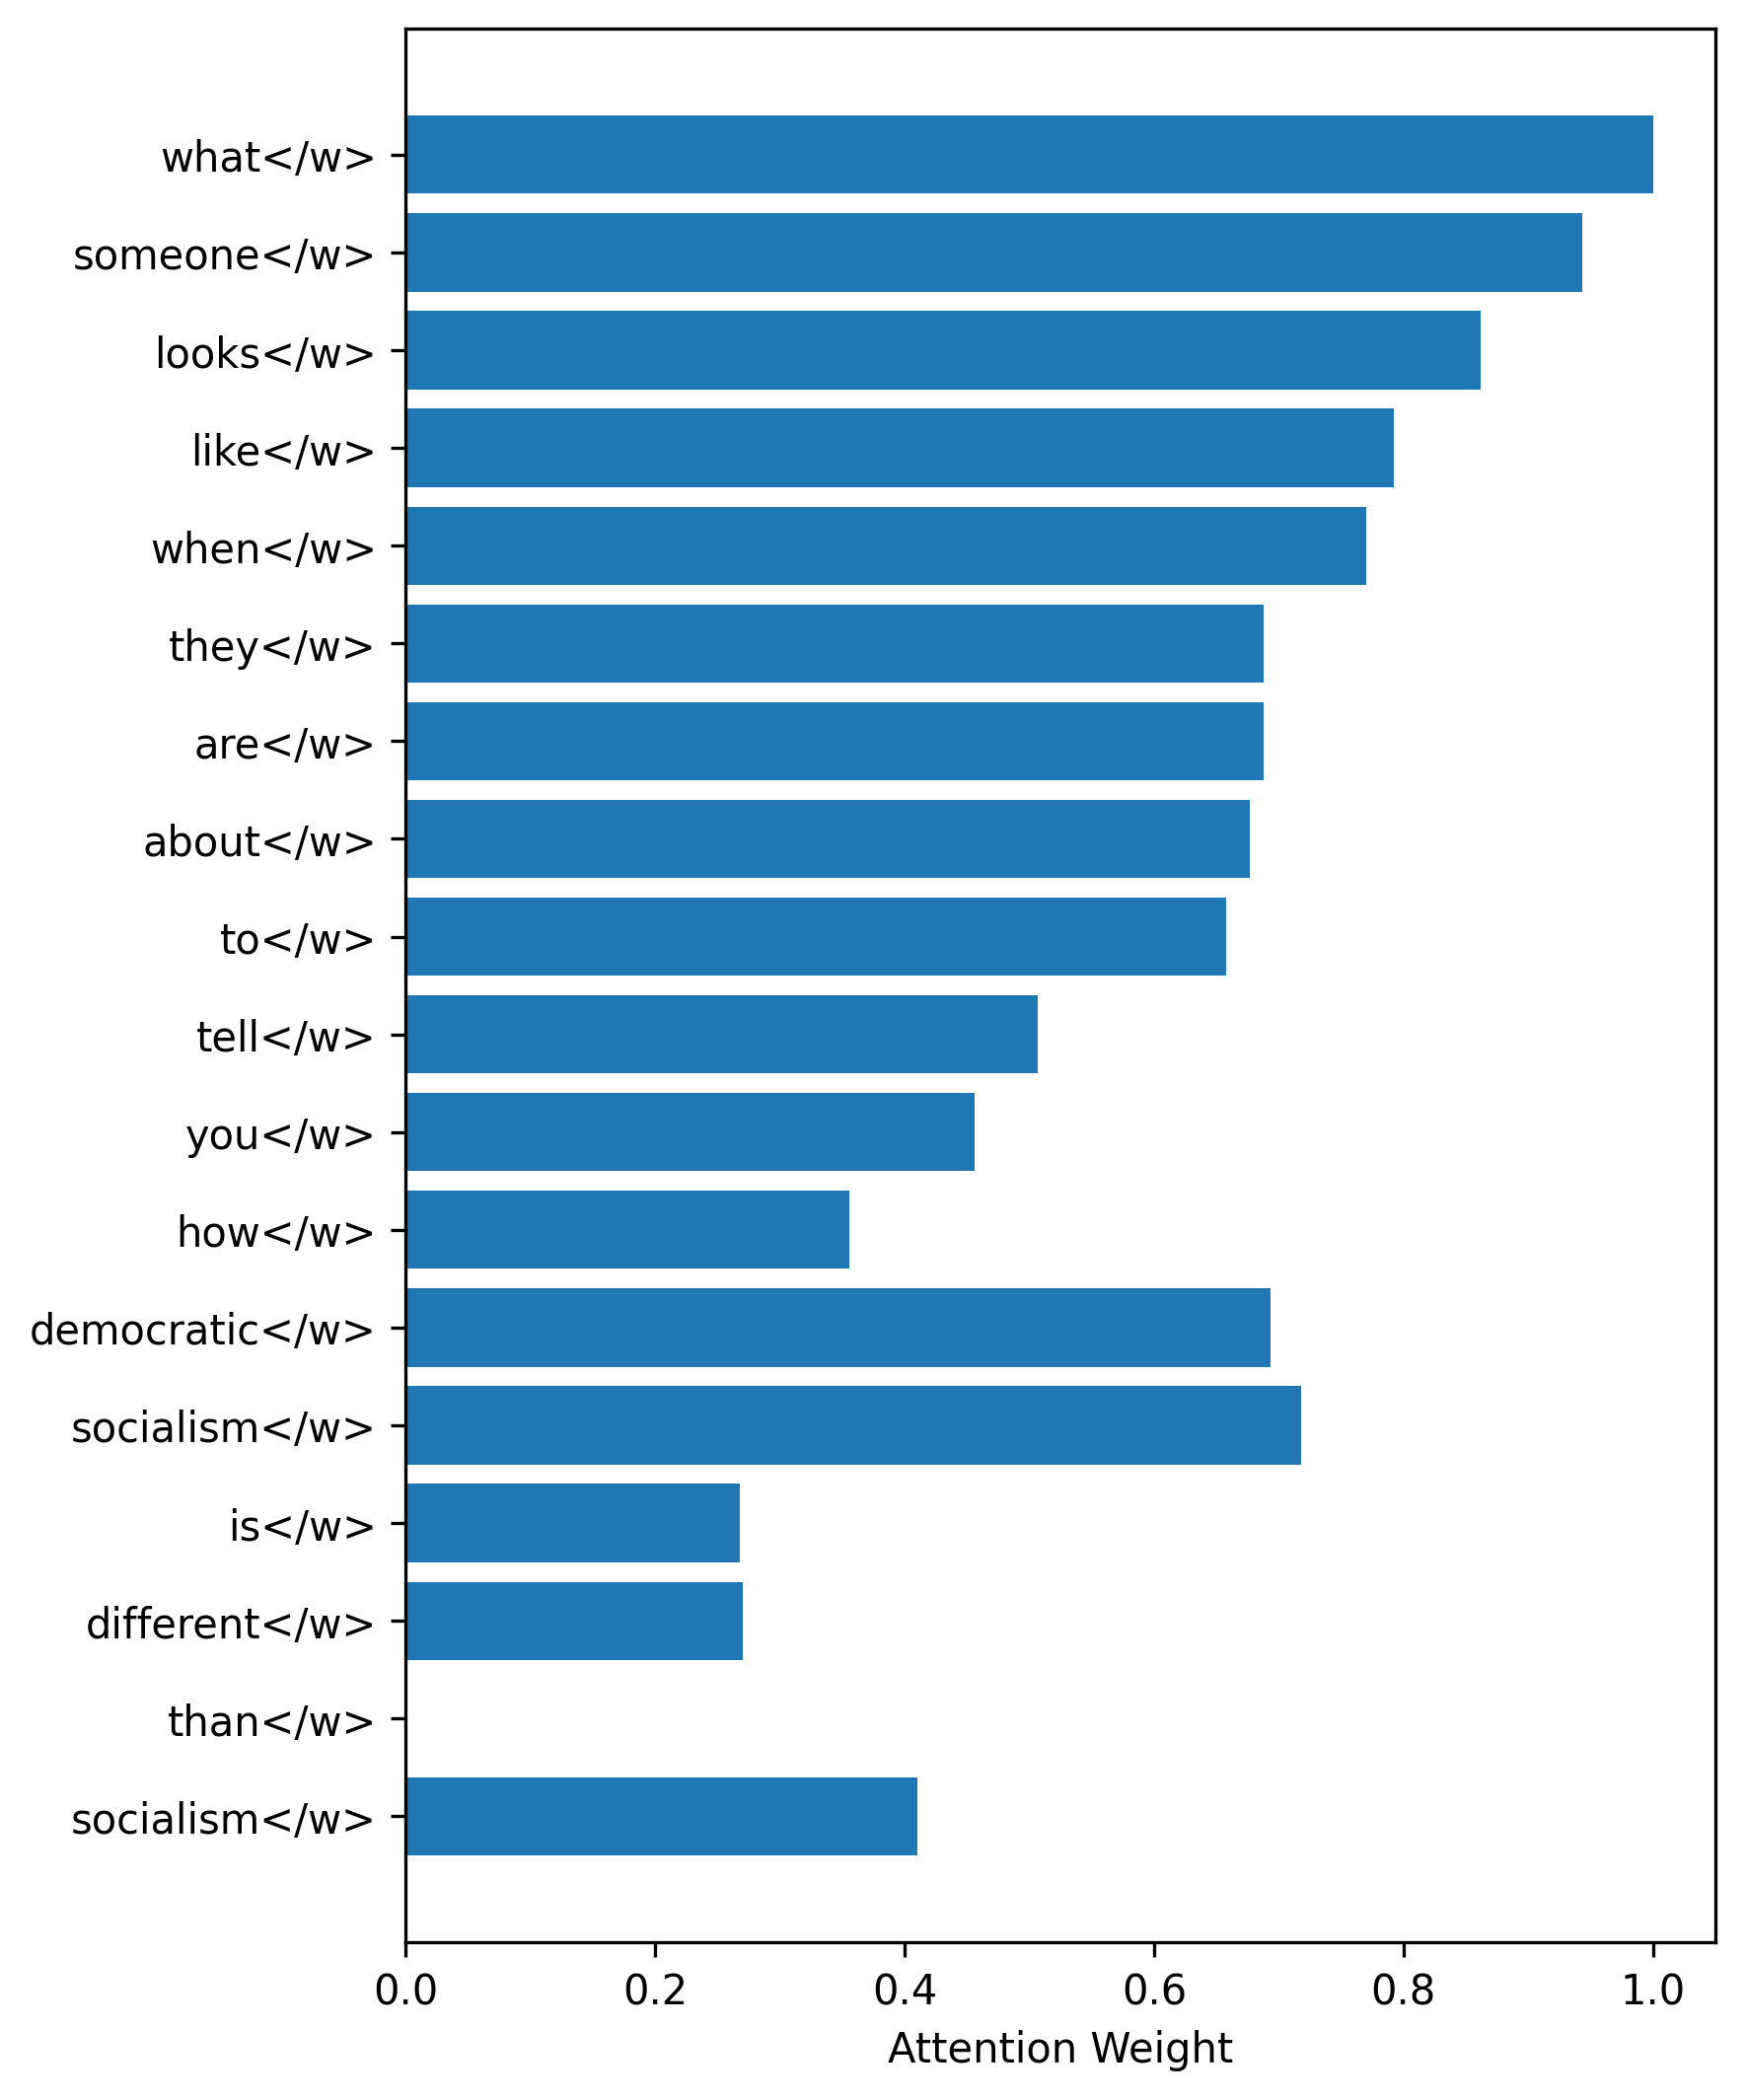 what</w>
someone</w>
looks</w>
like</w>
when</w>
they</w>
are</w>
about</w>
to</w>
tell</w>
you</w>
how</w>
democratic</w>
socialism</w>
is</w>
different</w>
than</w>
socialism</w>
0.0 0.2 0.4 0.6 0.8 1.0
Attention Weight